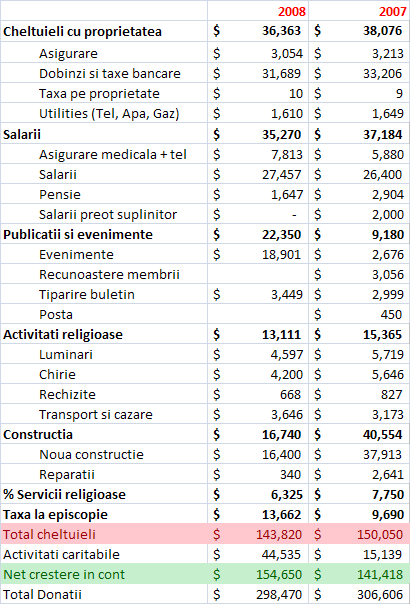 2008 2007
Cheltuieli cu proprietatea $ 36,363 $ 38,076
Asigurare $ 3,054 $ 3,213
Dobinzi si taxe bancare $ 31,689 $ 33,206
Taxa pe proprietate $ 10 $ 9
Utilities (Tel, Apa, Gaz) $ 1,610 $ 1,649
Salarii $ 35,270 $ 37,184
Asigurare medicala + tel $ 7,813 $ 5,880
Salarii $ 27,457 $ 26,400
Pensie $ 1,647 $ 2,904
Salarii preot suplinitor $ - $ 2,000
Publicatii si evenimente $ 22,350 $ 9,180
Evenimente $ 18,901 $ 2,676
Recunoastere membrii $ 3,056
Tiparire buletin $ 3,449 $ 2,999
Posta $ 450
Activitati religioase $ 13,111 $ 15,365
Luminari $ 4,597 $ 5,719
Chirie $ 4,200 $ 5,646
Rechizite $ 668 $ 827
Transport si cazare $ 3,646 $ 3,173
Constructia $ 16,740 $ 40,554
Noua constructie $ 16,400 $ 37,913
Reparatii $ 340 $ 2,641
% Servicii religioase $ 6,325 $ 7,750
Taxa la episcopie $ 13,662 $ 9,690
Total cheltuieli $ 143,820 $ 150,050
Activitati caritabile $ 44,535 $ 15,139
Net crestere in cont $ 154,650 $ 141,418
Total Donatii $ 298,470 $ 306,606